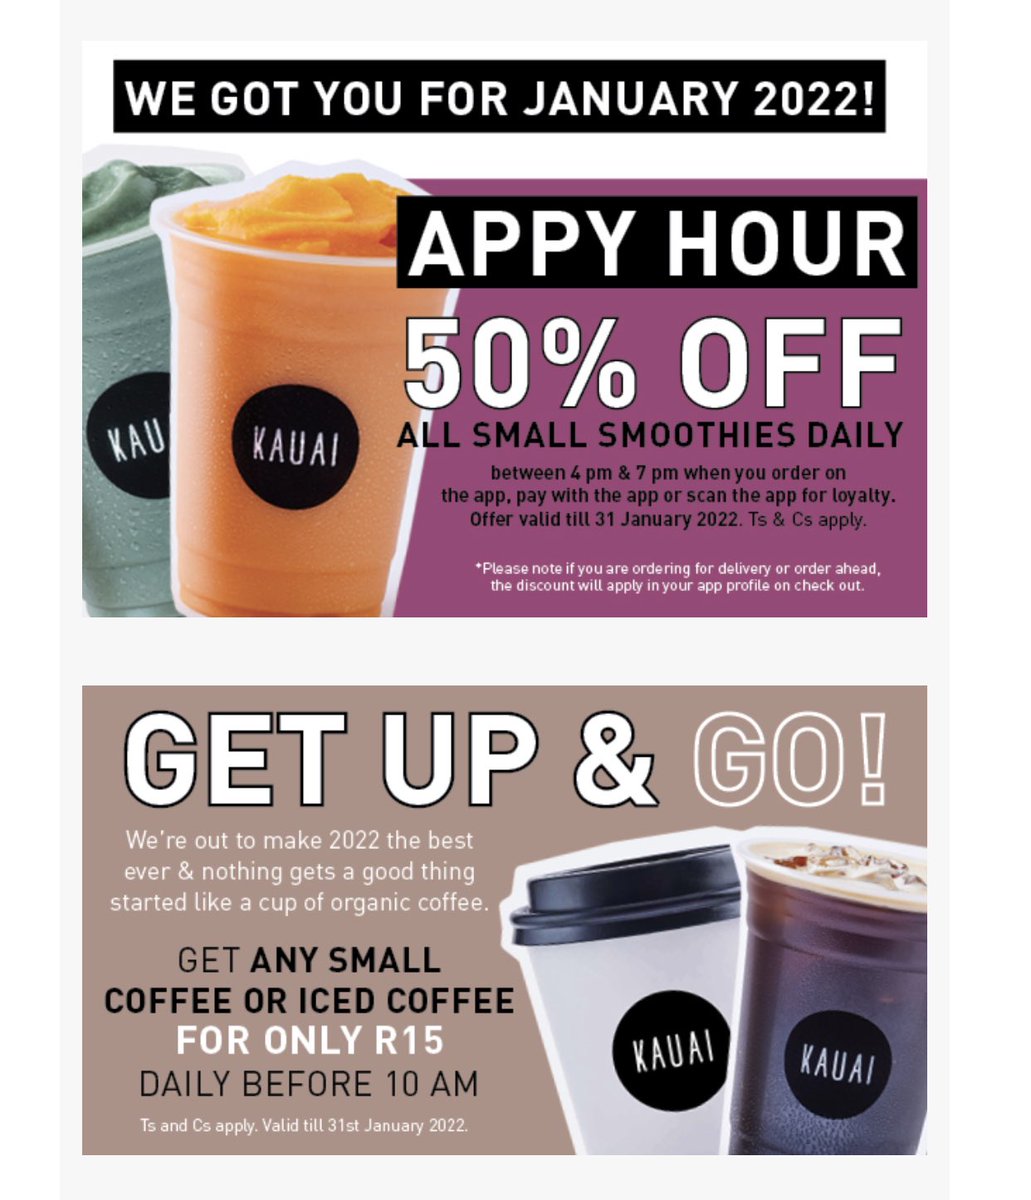 WE GOT YOU FOR JANUARY 2022!
APPY HOUR
50% OFF
ALL SMALL SMOOTHIES DAILY
between 4 pm & 7 pm when you order on
the app, pay with the app or scan the app for loyalty.
Offer valid till 31 January 2022. Ts & Cs apply.
*Please note if you are ordering for delivery or order ahead,
the discount will apply in your app profile on check out.
KAU
KAUAI
GET UP & GO!
We're out to make 2022 the best
ever & nothing gets a good thing
started like a cup of organic coffee.
GET ANY SMALL
COFFEE OR ICED COFFEE
FOR ONLY R15
DAILY BEFORE 10 AM
Ts and Cs apply. Valid till 31st January 2022.
KAUAI
KAUAI